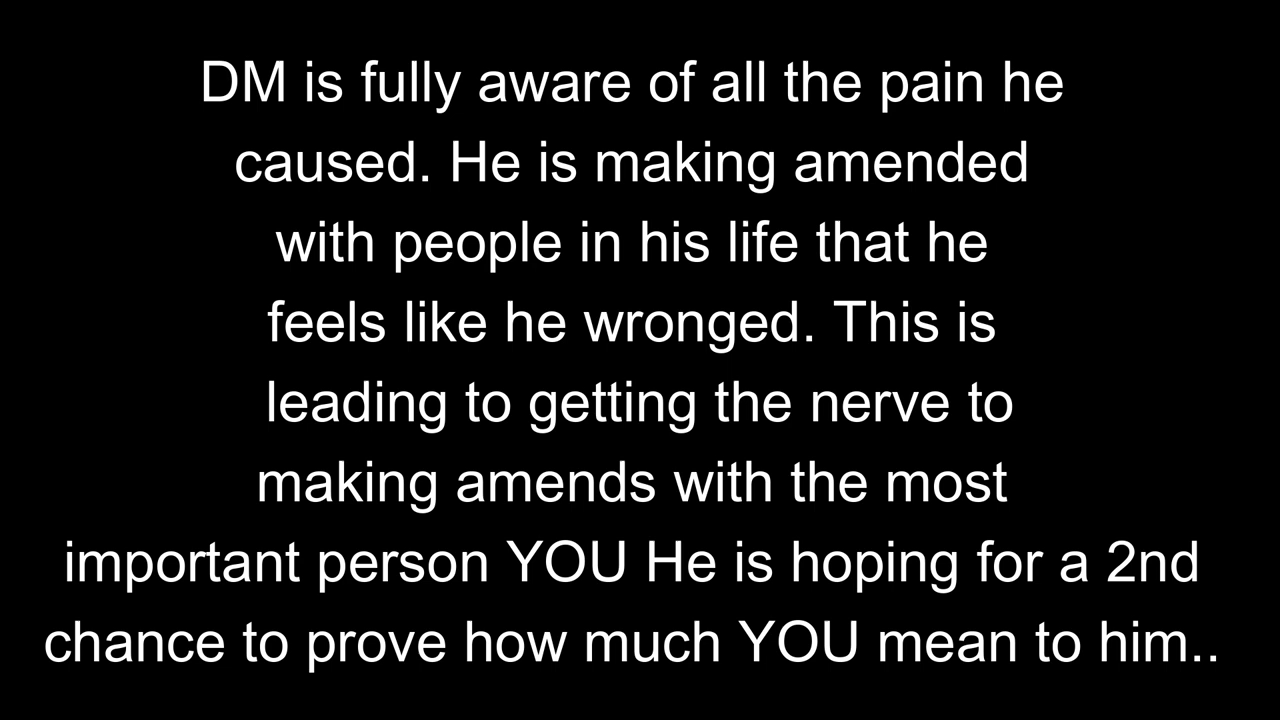 DM is fully aware of all the pain he
caused. He is making amended
with people in his life that he
feels like he wronged. This is
leading to getting the nerve to
making amends with the most
important person YOU He is hoping for a 2nd
chance to prove how much YOU mean to him..